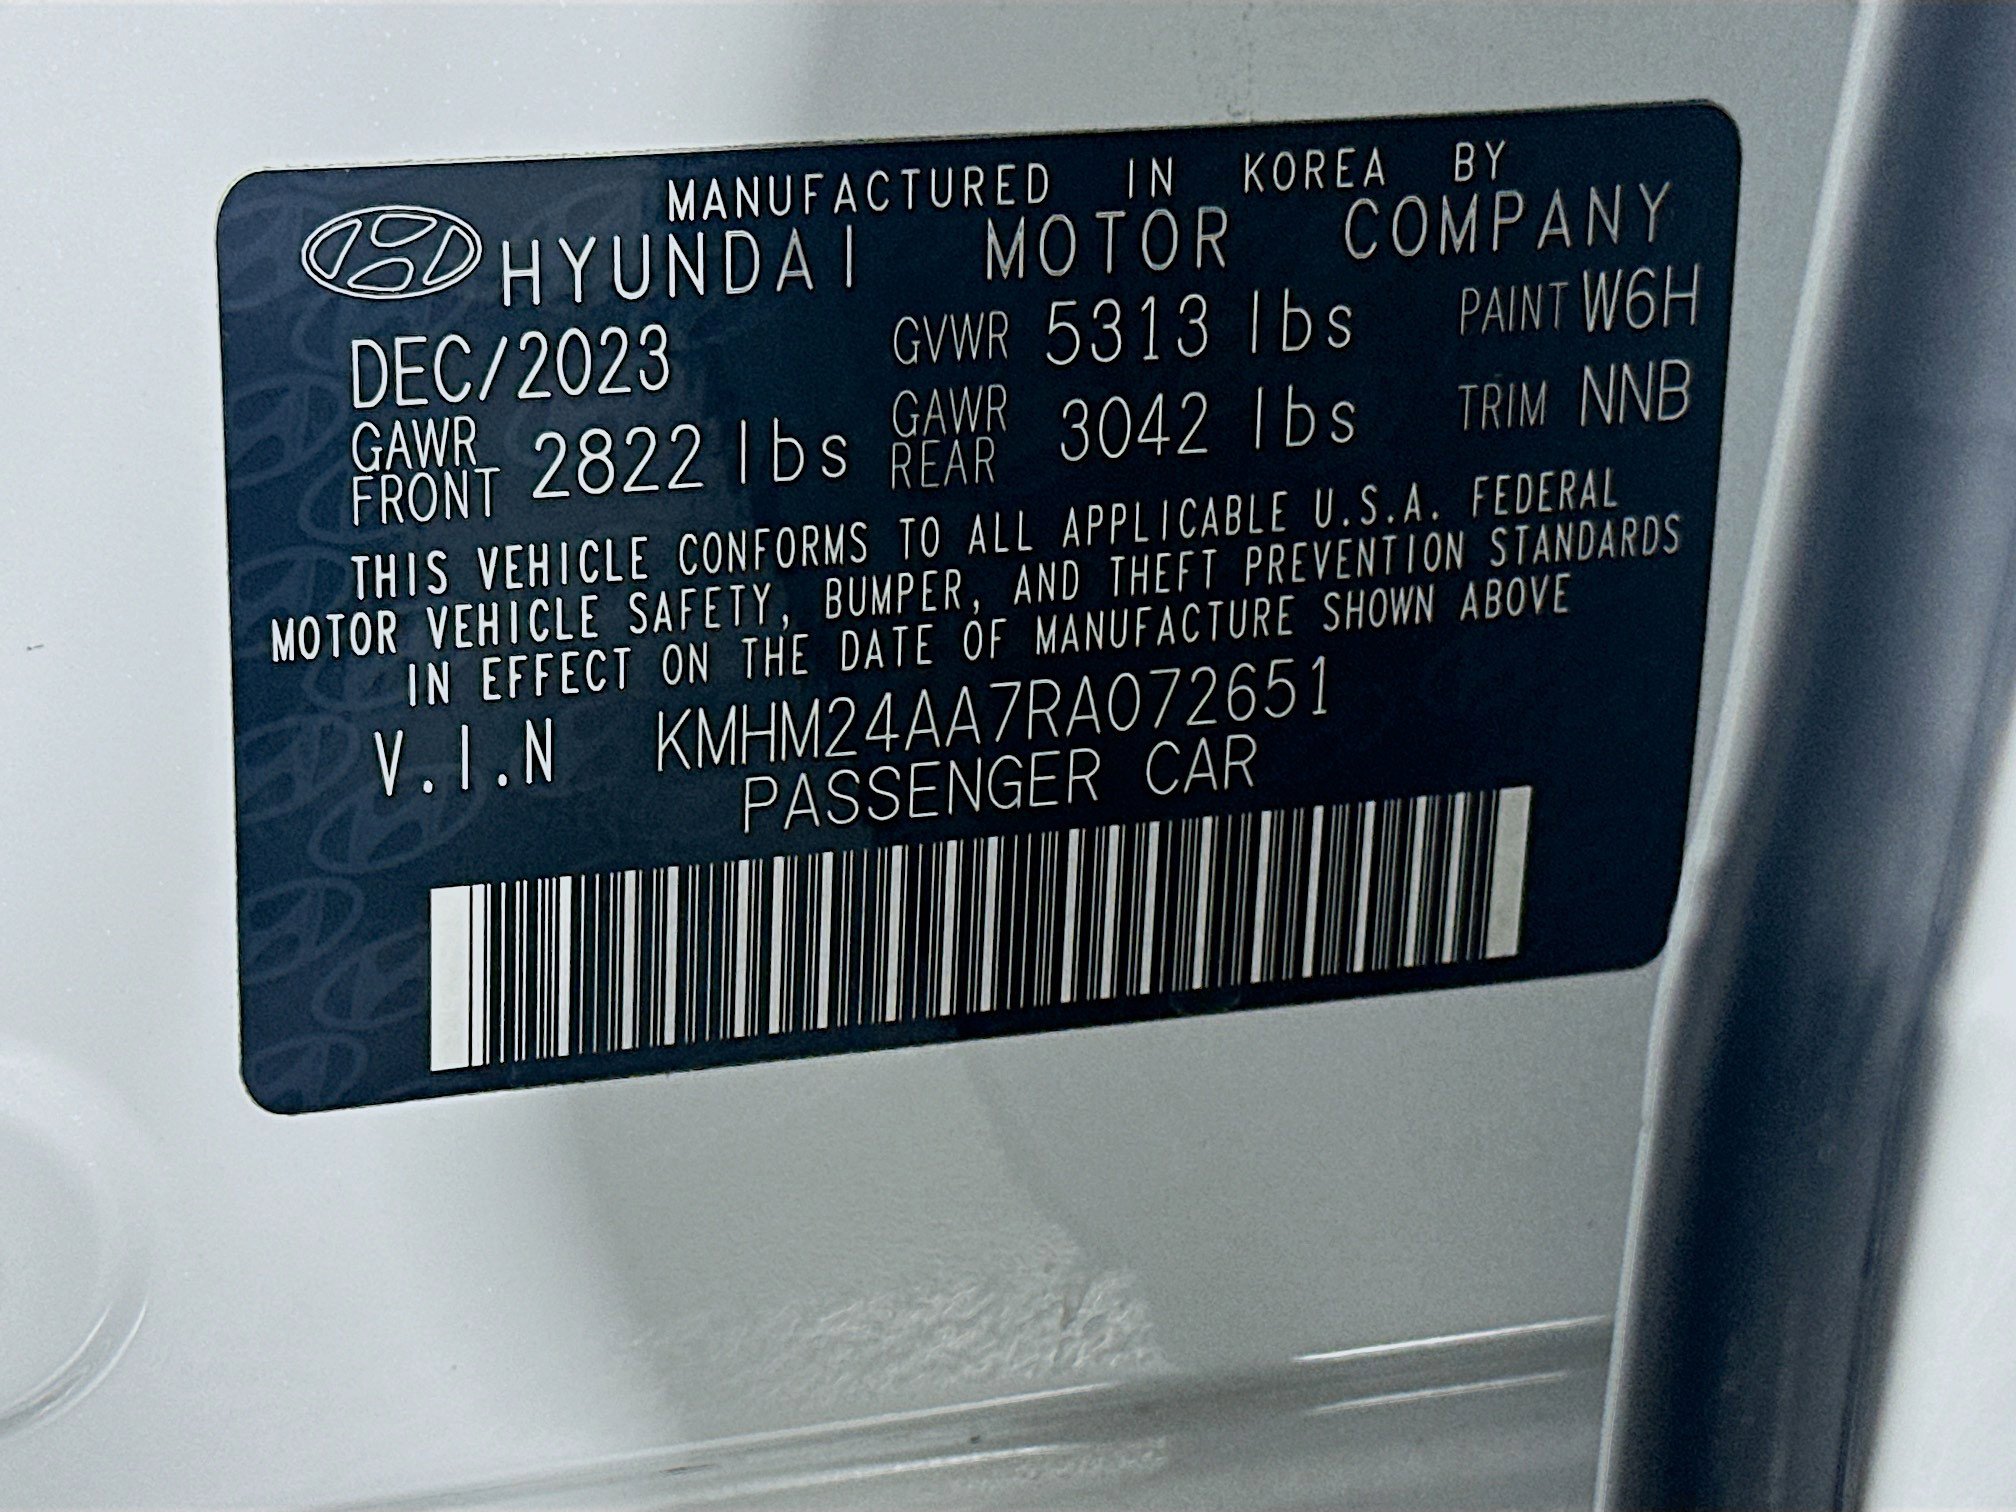 MANUFACTURED IN KOREA BY
HYUNDAI MOTOR COMPANY
DEC/2023 GVWR 5313 lbs PAINT W6H
GAWR FRONT 2822 lbs GAWR REAR 3042 lbs TRIM NNB
THIS VEHICLE CONFORMS TO ALL APPLICABLE U.S.A. FEDERAL
MOTOR VEHICLE SAFETY, BUMPER, AND THEFT PREVENTION STANDARDS
IN EFFECT ON THE DATE OF MANUFACTURE SHOWN ABOVE
V.I.N KMHM24AA7RA072651
PASSENGER CAR